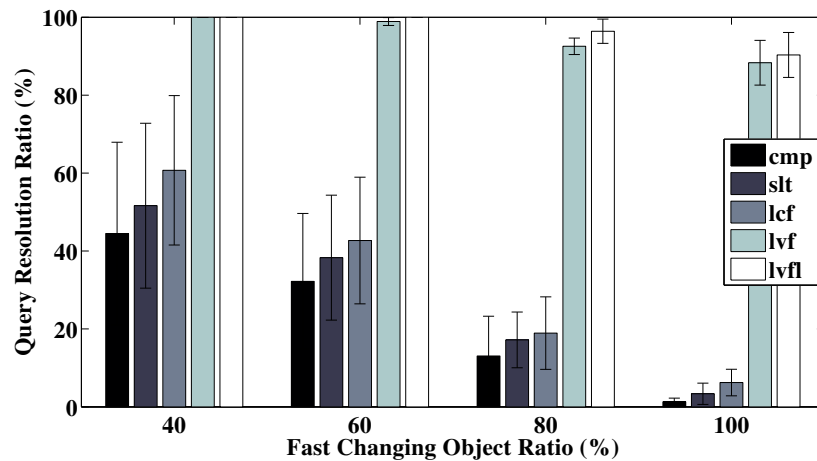 Query Resolution Ratio (%)
100
80
60
40
20
0
40
60
80
100
Fast Changing Object Ratio (%)
cmp
slt
lcf
lvf
lvfl